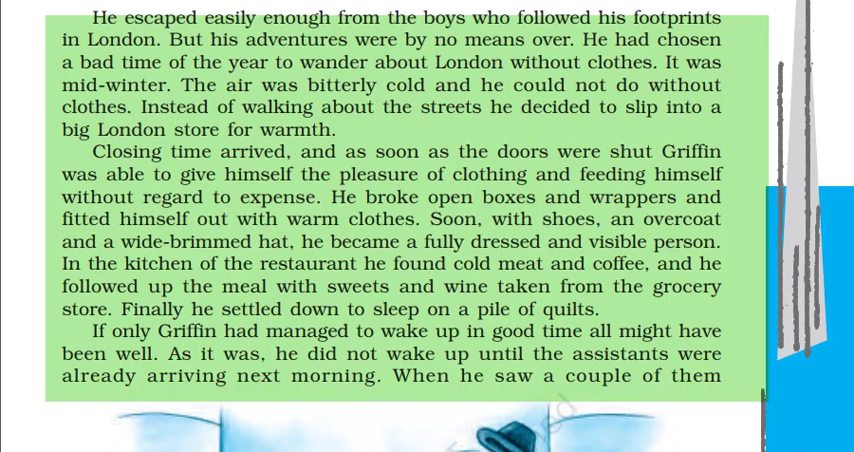 He escaped easily enough from the boys who followed his footprints
in London. But his adventures were by no means over. He had chosen
a bad time of the year to wander about London without clothes. It was
mid-winter. The air was bitterly cold and he could not do without
clothes. Instead of walking about the streets he decided to slip into a
big London store for warmth.
Closing time arrived, and as soon as the doors were shut Griffin
was able to give himself the pleasure of clothing and feeding himself
without regard to expense. He broke open boxes and wrappers and
fitted himself out with warm clothes. Soon, with shoes, an overcoat
and a wide-brimmed hat, he became a fully dressed and visible person.
In the kitchen of the restaurant he found cold meat and coffee, and he
followed up the meal with sweets and wine taken from the grocery
store. Finally he settled down to sleep on a pile of quilts.
If only Griffin had managed to wake up in good time all might have
been well. As it was, he did not wake up until the assistants were
already arriving next morning. When he saw a couple of them